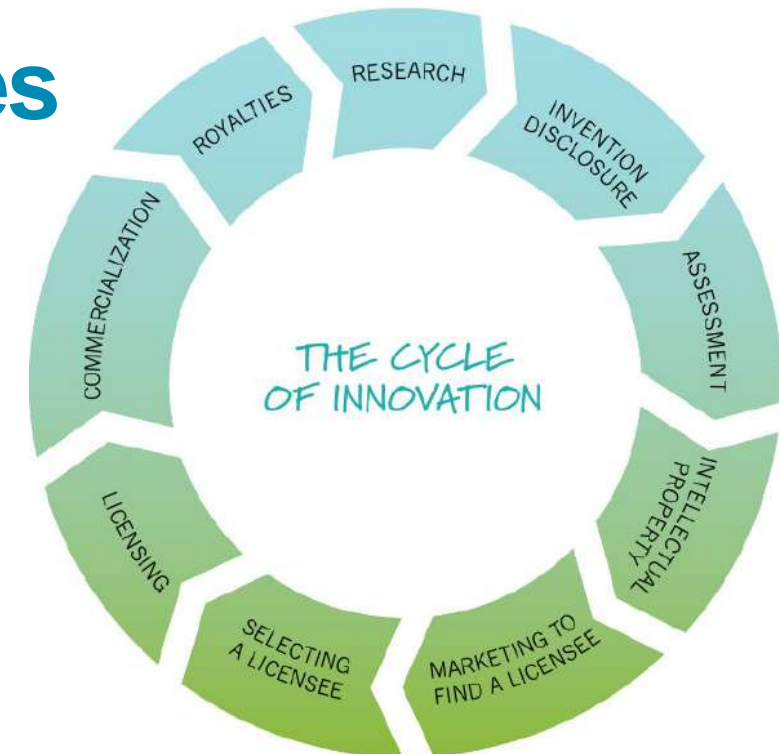 es
RESEARCH
INVENTION
DISCLOSURE
ASSESSMENT
INTELLECTUAL
PROPERTY
MARKETING TO
FIND A LICENSEE
SELECTING
A LICENSEE
LICENSING
COMMERCIALIZATION
ROYALTIES
THE CYCLE
OF INNOVATION